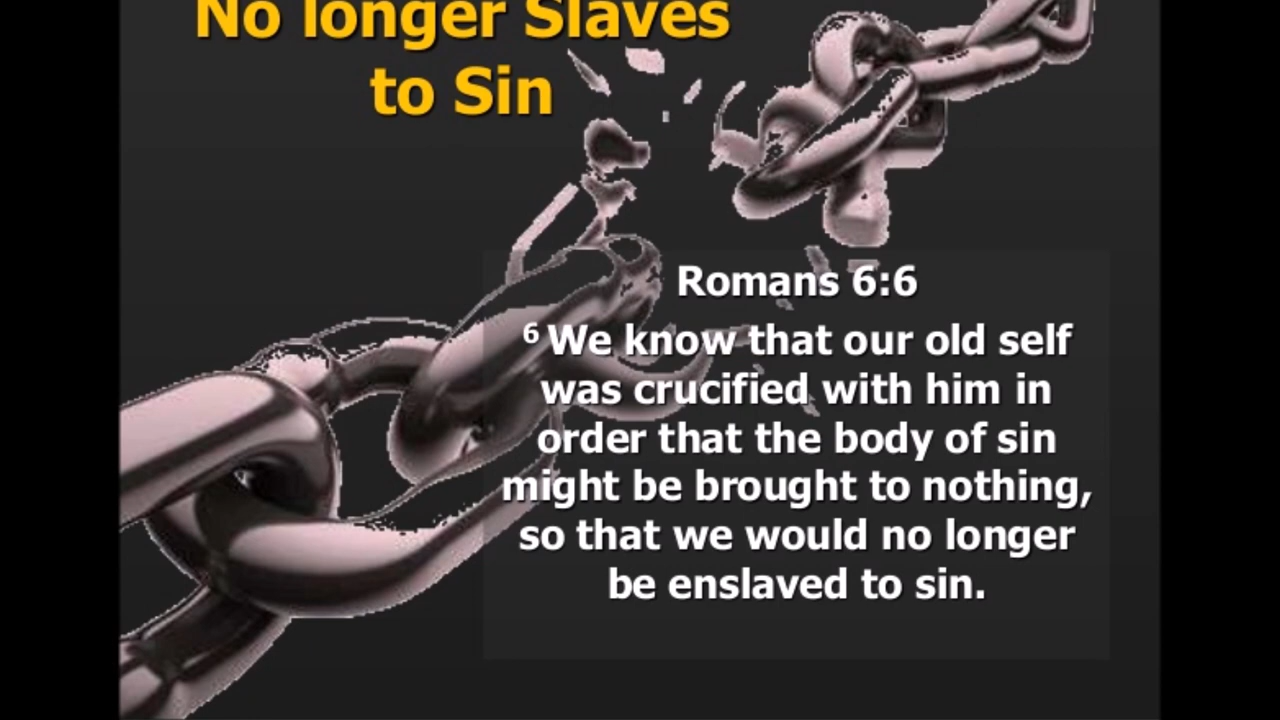 No longer Slaves
to Sin
Romans 6:6
6 We know that our old self
was crucified with him in
order that the body of sin
might be brought to nothing,
so that we would no longer
be enslaved to sin.